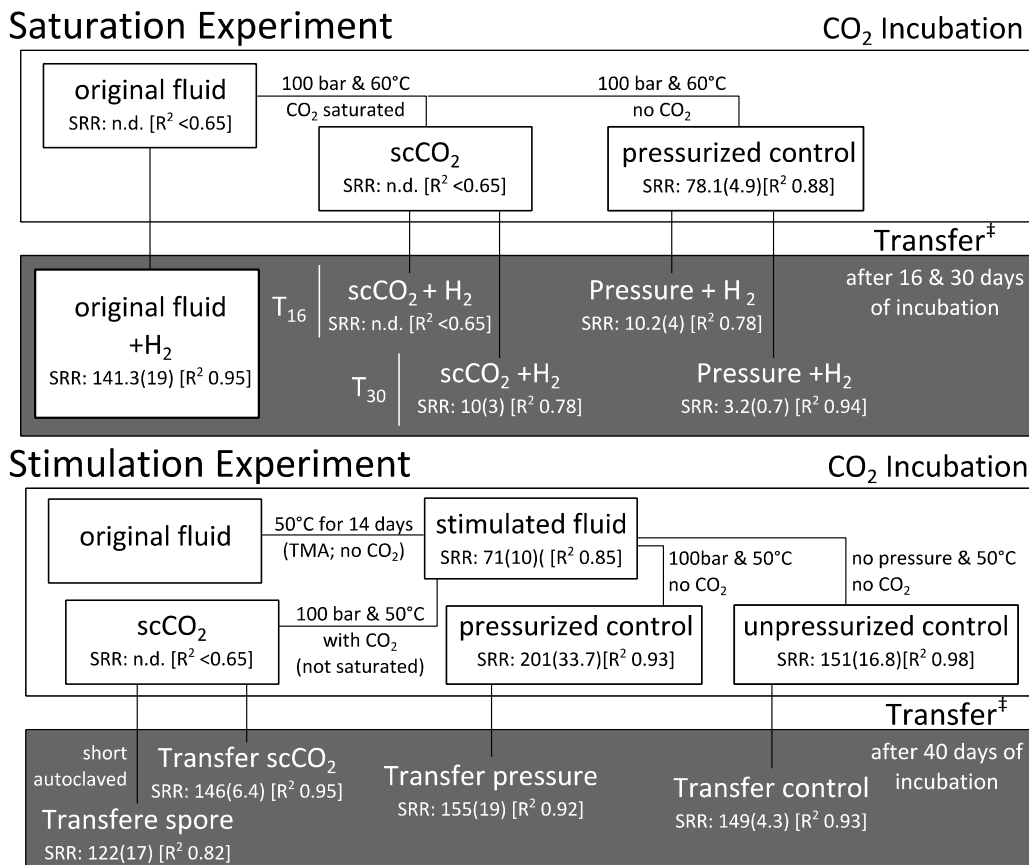 Saturation Experiment
CO₂ Incubation
original fluid
SRR: n.d. [R² <0.65]
100 bar & 60°C
CO₂ saturated
100 bar & 60°C
no CO₂
scCO₂
SRR: n.d. [R² <0.65]
pressurized control
SRR: 78.1(4.9)[R² 0.88]
Transfer‡
after 16 & 30 days
of incubation
original fluid
+H₂
SRR: 141.3(19) [R² 0.95]
T₁₆
scCO₂ + H₂
SRR: n.d. [R² <0.65]
Pressure + H₂
SRR: 10.2(4) [R² 0.78]
T₃₀
scCO₂ +H₂
SRR: 10(3) [R² 0.78]
Pressure +H₂
SRR: 3.2(0.7) [R² 0.94]
Stimulation Experiment
CO₂ Incubation
original fluid
50°C for 14 days
(TMA; no CO₂)
stimulated fluid
SRR: 71(10)( [R² 0.85]
100bar & 50°C
no CO₂
no pressure & 50°C
no CO₂
scCO₂
SRR: n.d. [R² <0.65]
100 bar & 50°C
with CO₂
(not saturated)
pressurized control
SRR: 201(33.7)[R² 0.93]
unpressurized control
SRR: 151(16.8)[R² 0.98]
Transfer‡
after 40 days of
incubation
short
autoclaved
Transfer scCO₂
SRR: 146(6.4) [R² 0.95]
Transfer pressure
SRR: 155(19) [R² 0.92]
Transfer control
SRR: 149(4.3) [R² 0.93]
Transfere spore
SRR: 122(17) [R² 0.82]